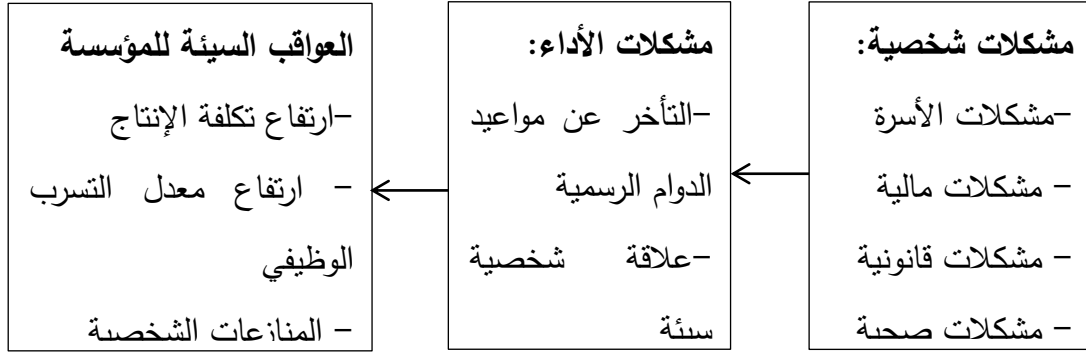 مشكلات شخصية:
-مشكلات الأسرة
- مشكلات مالية
- مشكلات قانونية
- مشكلات صحية
مشكلات الأداء:
-التأخر عن مواعيد
الدوام الرسمية
-علاقة شخصية
سيئة
العواقب السيئة للمؤسسة
-ارتفاع تكلفة الإنتاج
- ارتفاع معدل التسرب
الوظيفي
- المنازعات الشخصية